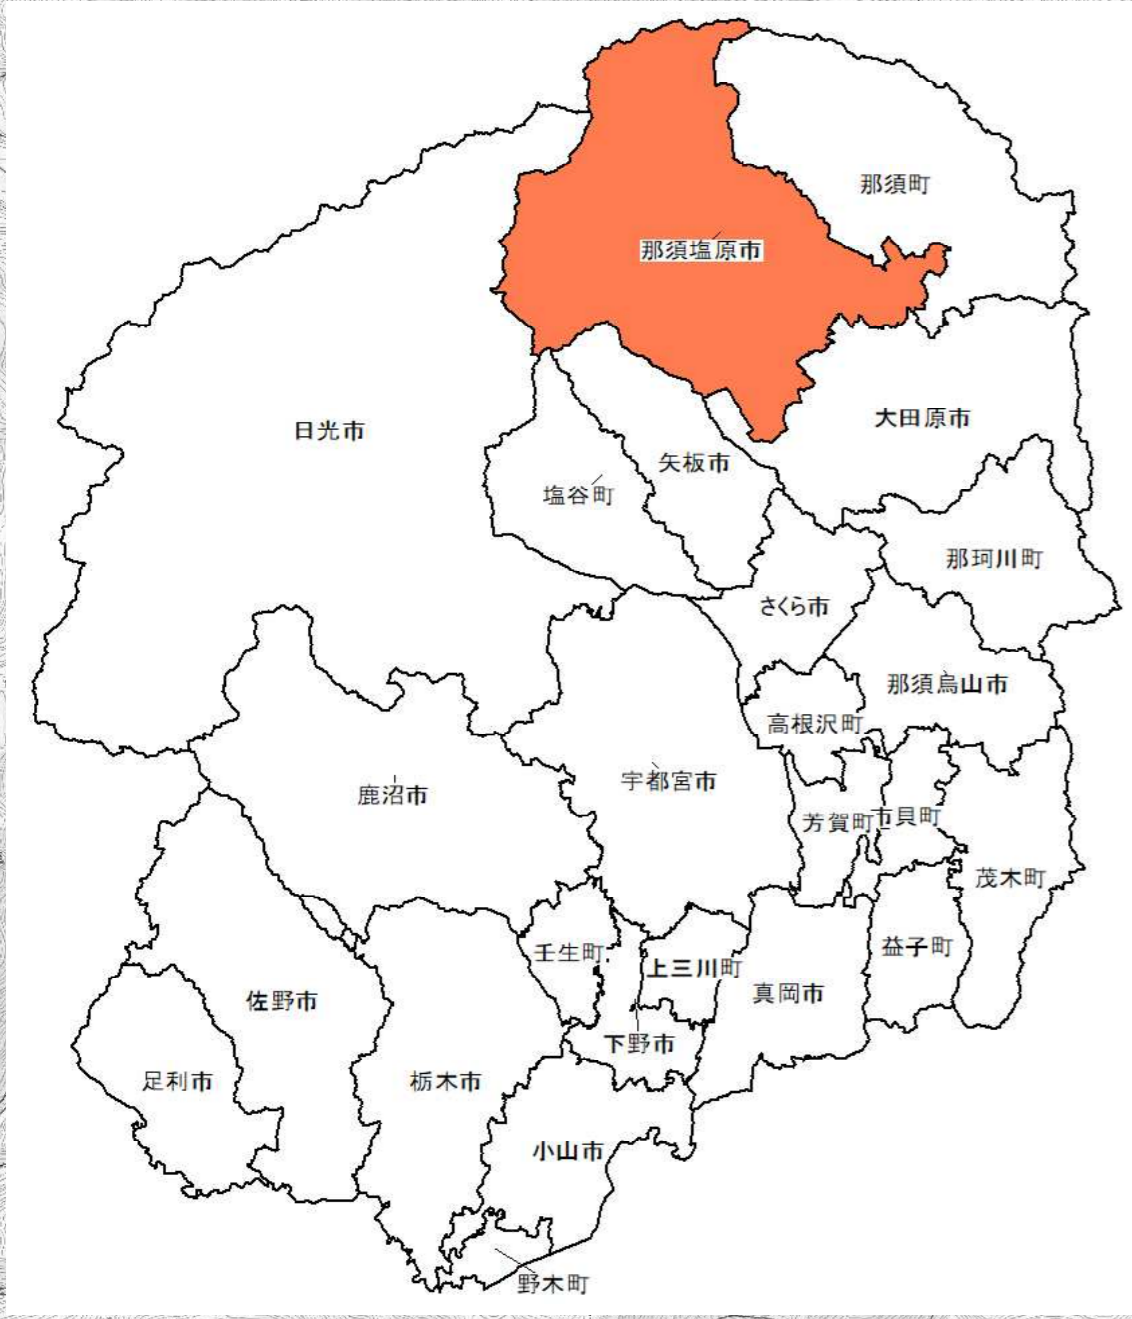 那須町
那須塩原市
大田原市
日光市
矢板市
塩谷町
那珂川町
さくら市
那須烏山市
高根沢町
宇都宮市
鹿沼市
芳賀町
市貝町
茂木町
益子町
壬生町
上三川町
真岡市
佐野市
下野市
足利市
栃木市
小山市
野木町